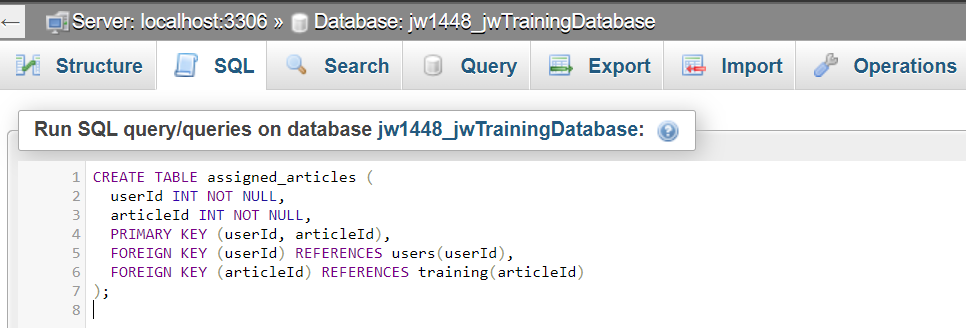 ← Server: localhost:3306 » Database: jw1448_jwTrainingDatabase
Structure SQL Search Query Export Import Operations
Run SQL query/queries on database jw1448_jwTrainingDatabase:
1 CREATE TABLE assigned_articles (
2 userId INT NOT NULL,
3 articleId INT NOT NULL,
4 PRIMARY KEY (userId, articleId),
5 FOREIGN KEY (userId) REFERENCES users(userId),
6 FOREIGN KEY (articleId) REFERENCES training(articleId)
7 );
8